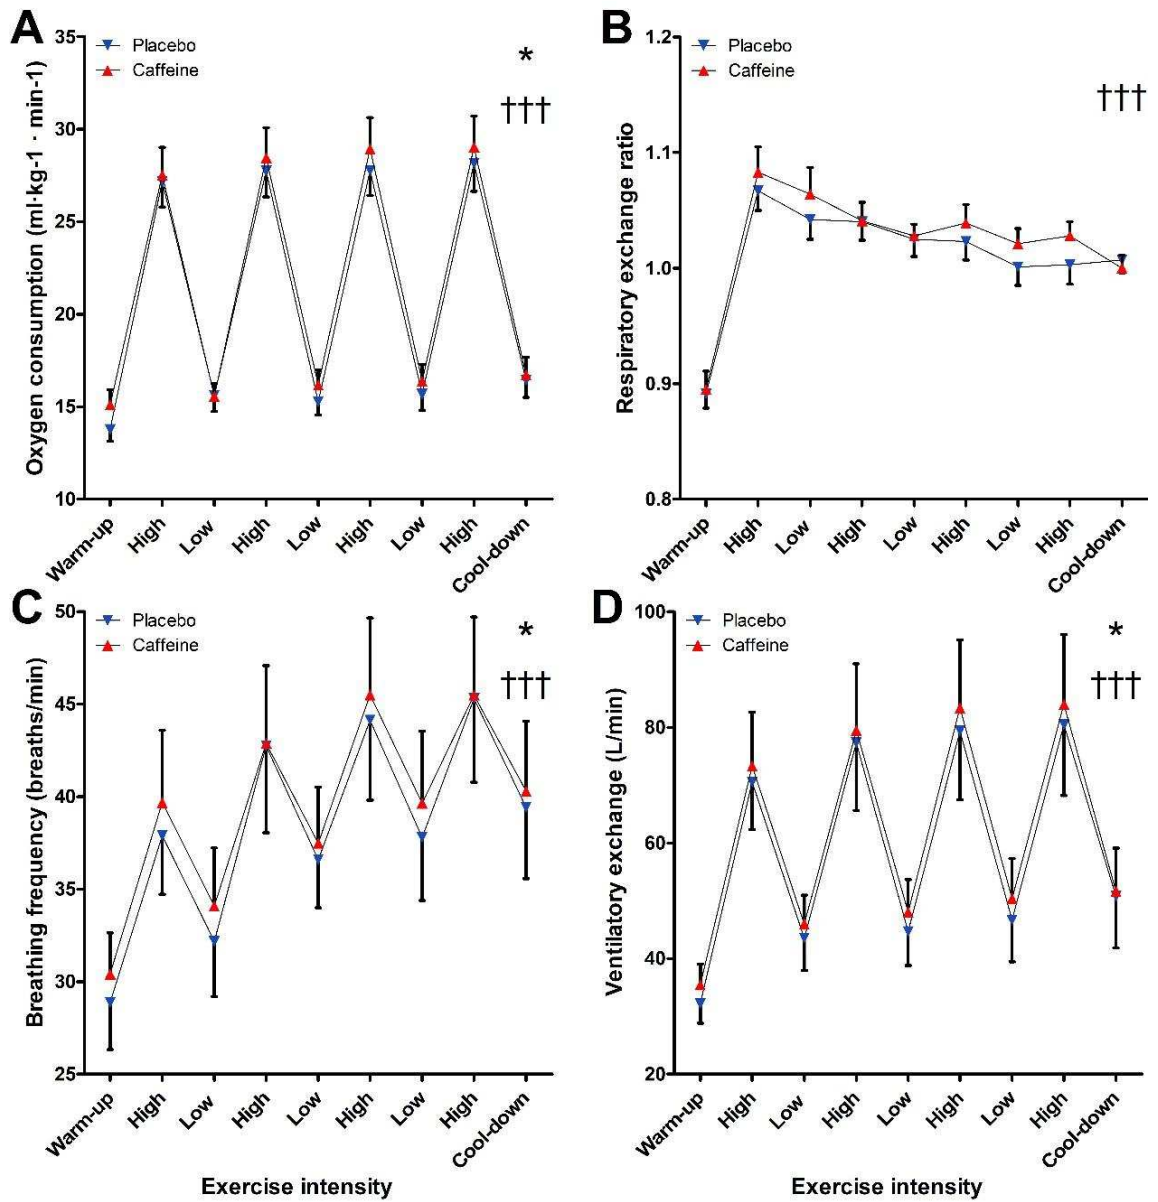 A
Oxygen consumption (ml·kg-1 · min-1)
35
30
25
20
15
10
Placebo
Caffeine
*
†††
Warm-up
High
Low
High
Low
High
Low
High
Cool-down
B
Respiratory exchange ratio
1.2
1.1
1.0
0.9
0.8
Placebo
Caffeine
†††
Warm-up
High
Low
High
Low
High
Low
High
Cool-down
C
Breathing frequency (breaths/min)
50
45
40
35
30
25
Placebo
Caffeine
*
†††
Warm-up
High
Low
High
Low
High
Low
High
Cool-down
Exercise intensity
D
Ventilatory exchange (L/min)
100
80
60
40
20
Placebo
Caffeine
*
†††
Warm-up
High
Low
High
Low
High
Low
High
Cool-down
Exercise intensity